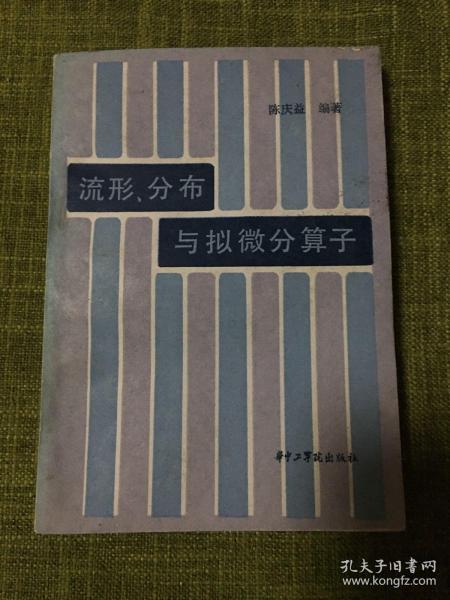 陈庆益 编著
流形、分布
与拟微分算子
华中工学院出版社
孔夫子旧书网
www.kongfz.com